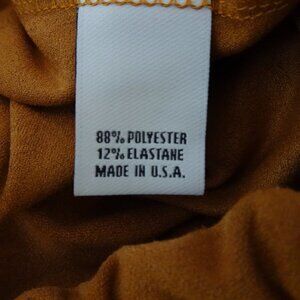 88% POLYESTER
12% ELASTANE
MADE IN U.S.A.